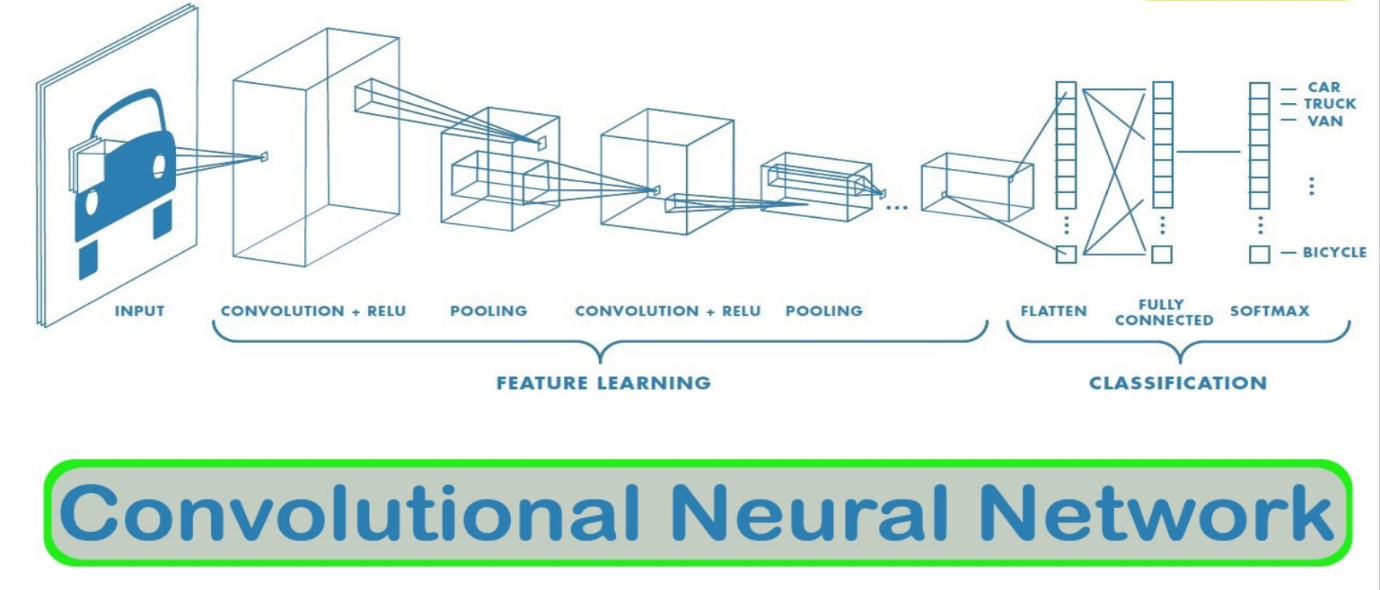 CAR
TRUCK
VAN
BICYCLE
INPUT
CONVOLUTION + RELU
POOLING
CONVOLUTION + RELU
POOLING
FLATTEN
FULLY
CONNECTED
SOFTMAX
FEATURE LEARNING
CLASSIFICATION
Convolutional Neural Network